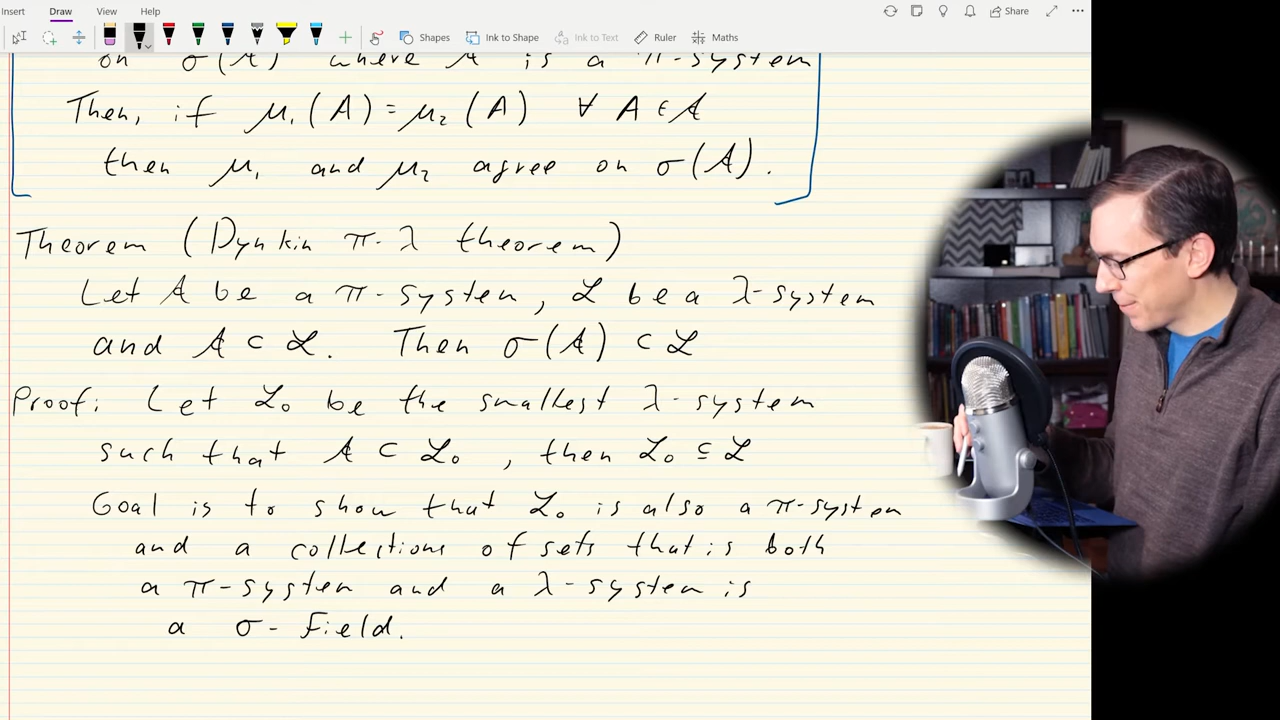 Insert Draw View Help Share
Shapes Ink to Shape Ink to Text Ruler Maths
on σ(A) where A is a π-system
Then, if μ₁(A) = μ₂(A) ∀ A ∈ A
then μ₁ and μ₂ agree on σ(A).
Theorem (Dynkin π-λ theorem)
Let A be a π-system, L be a λ-system
and A ⊂ L. Then σ(A) ⊂ L
Proof: Let L₀ be the smallest λ-system
such that A ⊂ L₀, then L₀ ⊆ L
Goal is to show that L₀ is also a π-system
and a collections of sets that is both
a π-system and a λ-system is
a σ-field.